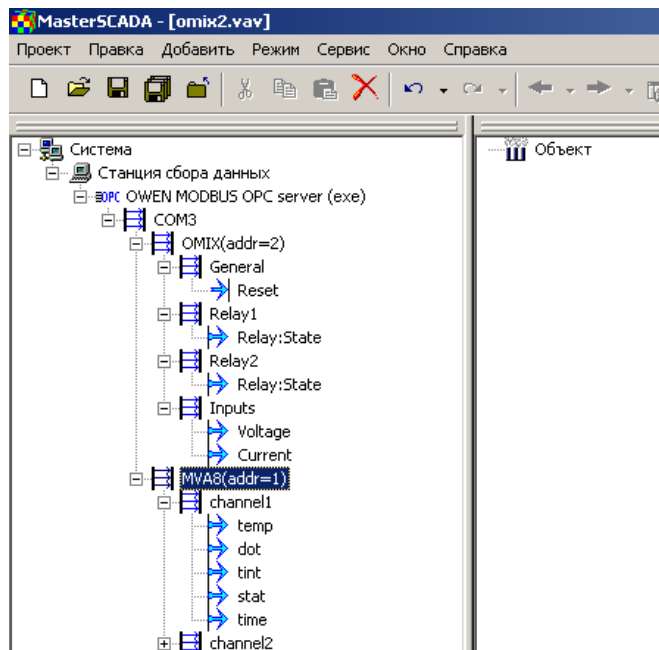 MasterSCADA - [omix2.vav]
Проект Правка Добавить Режим Сервис Окно Справка
Система
Объект
Станция сбора данных
OPC OWEN MODBUS OPC server (exe)
COM3
OMIX(addr=2)
General
Reset
Relay1
Relay:State
Relay2
Relay:State
Inputs
Voltage
Current
MVA8(addr=1)
channel1
temp
dot
tint
stat
time
channel2